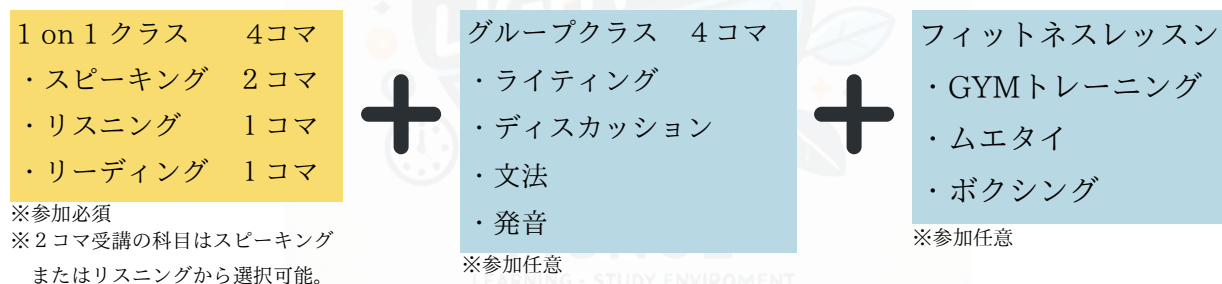 1 on 1 クラス　4コマ
・スピーキング　２コマ
・リスニング　１コマ
・リーディング　１コマ
※参加必須
※２コマ受講の科目はスピーキング
またはリスニングから選択可能。
グループクラス　４コマ
・ライティング
・ディスカッション
・文法
・発音
※参加任意
フィットネスレッスン
・GYMトレーニング
・ムエタイ
・ボクシング
※参加任意
LEARNING - STUDY ENVIROMENT